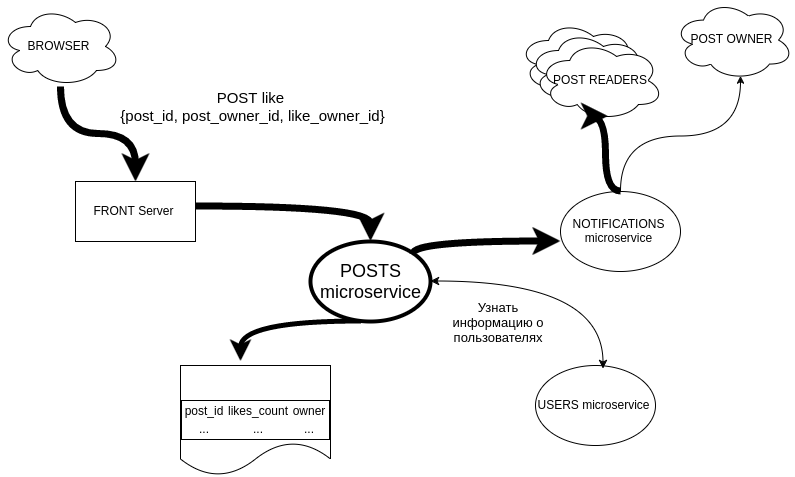 BROWSER
POST OWNER
POST READERS
POST like
{post_id, post_owner_id, like_owner_id}
FRONT Server
NOTIFICATIONS
microservice
POSTS
microservice
Узнать
информацию о
пользователях
post_id likes_count owner
... ... ...
USERS microservice